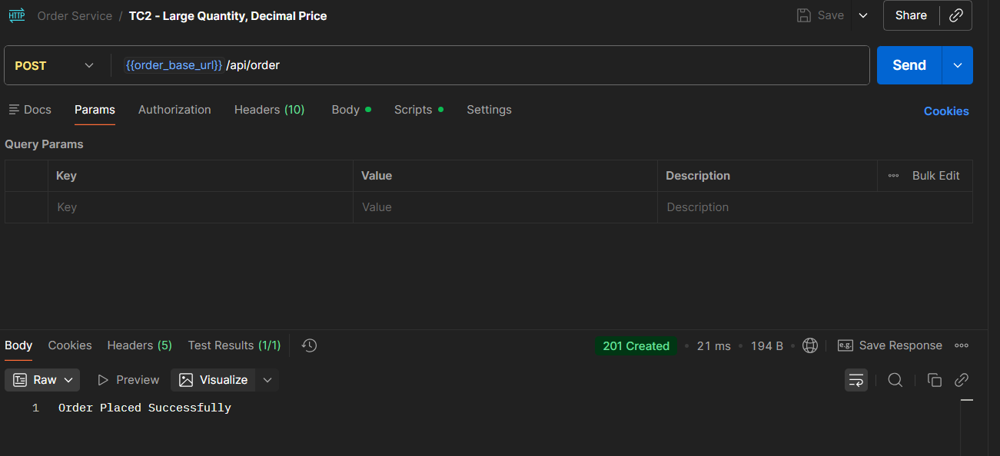 HTTP Order Service / TC2 - Large Quantity, Decimal Price Save Share
POST {{order_base_url}} /api/order Send
Docs Params Authorization Headers (10) Body Scripts Settings Cookies
Query Params
Key Value Description Bulk Edit
Key Value Description
Body Cookies Headers (5) Test Results (1/1) 201 Created 21 ms 194 B e.g. Save Response
Raw Preview Visualize
1 Order Placed Successfully